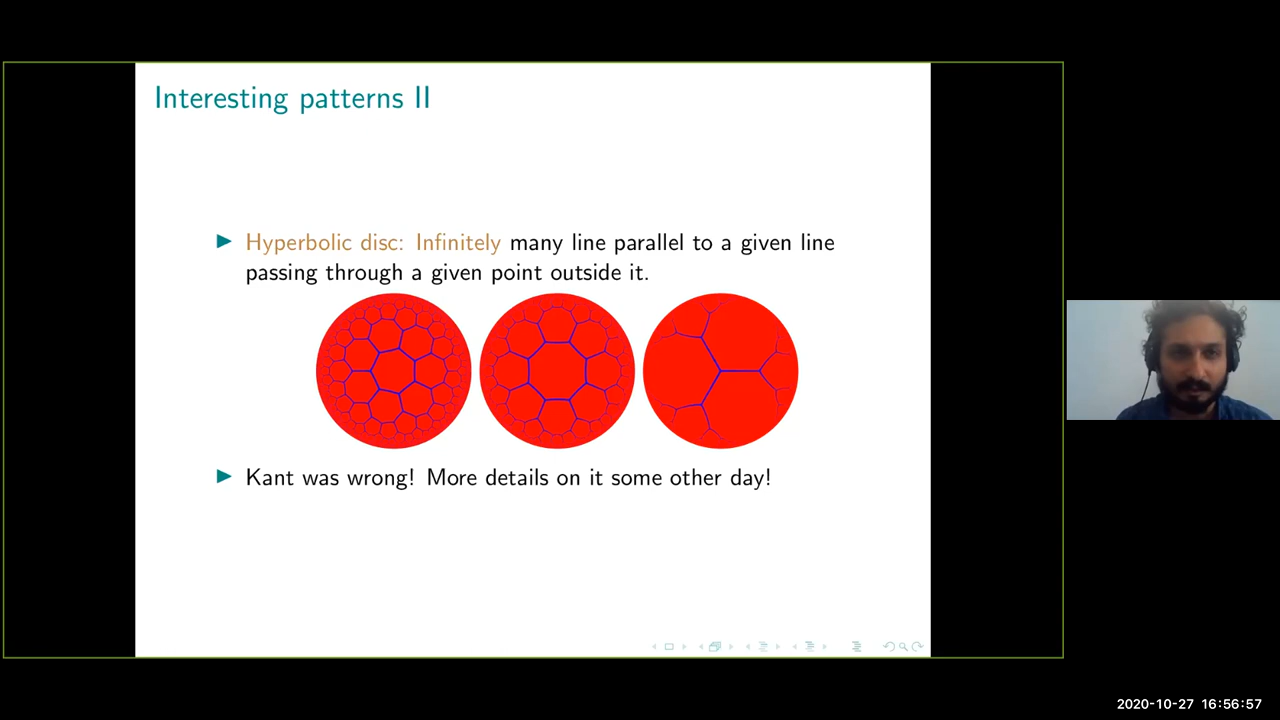 Interesting patterns II
Hyperbolic disc: Infinitely many line parallel to a given line
passing through a given point outside it.
Kant was wrong! More details on it some other day!
2020-10-27 16:56:57